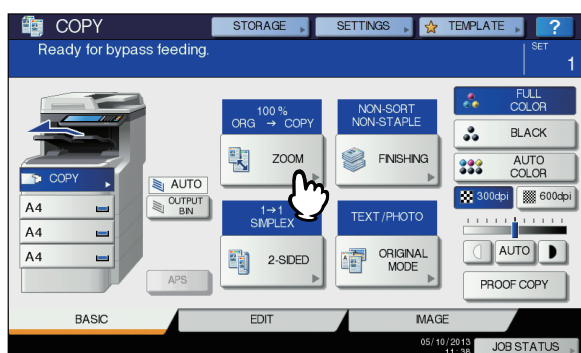 COPY
STORAGE
SETTINGS
TEMPLATE
?
Ready for bypass feeding.
SET
1
100 %
ORG → COPY
NON-SORT
NON-STAPLE
FULL
COLOR
ZOOM
FINISHING
BLACK
COPY
AUTO
AUTO
COLOR
OUTPUT
BIN
300dpi
600dpi
A4
1→1
SIMPLEX
TEXT/PHOTO
A4
2-SIDED
ORIGINAL
MODE
AUTO
A4
APS
PROOF COPY
BASIC
EDIT
IMAGE
05/10/2013
11:38
JOB STATUS